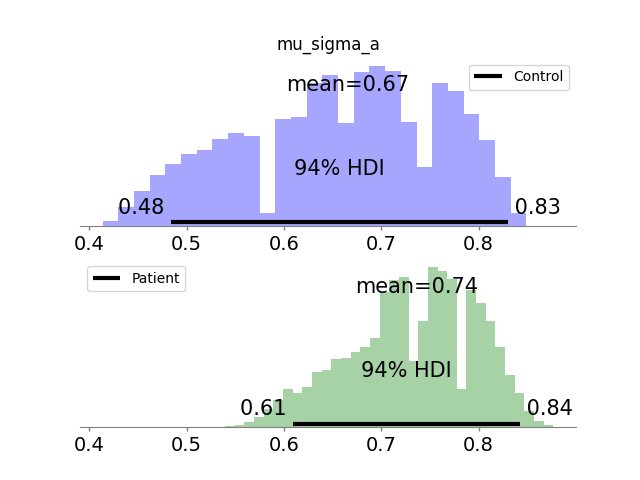 mu_sigma_a
mean=0.67
Control
94% HDI
0.48
0.83
0.4 0.5 0.6 0.7 0.8
Patient
mean=0.74
94% HDI
0.61
0.84
0.4 0.5 0.6 0.7 0.8